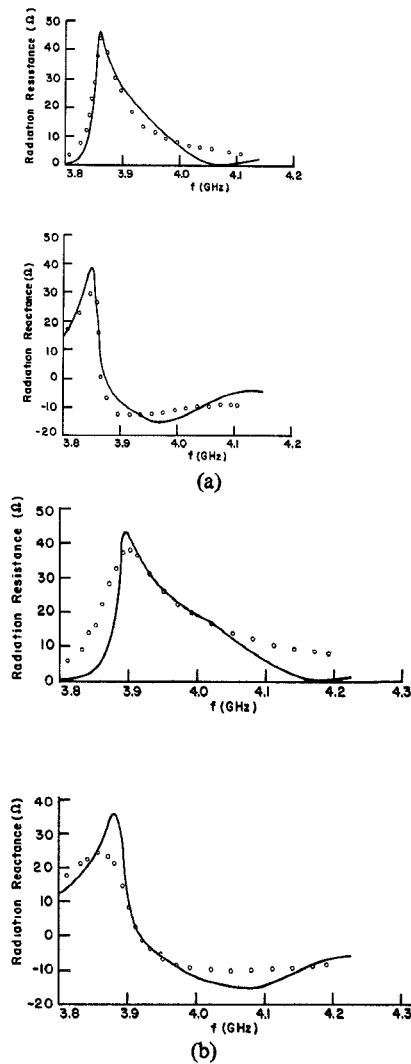 Radiation Resistance (Ω)
50
40
30
20
10
0
3.8 3.9 4.0 4.1 4.2
f (GHz)
Radiation Reactance (Ω)
50
40
30
20
10
0
-10
-20
3.8 3.9 4.0 4.1 4.2
f (GHz)
(a)
Radiation Resistance (Ω)
50
40
30
20
10
0
3.8 3.9 4.0 4.1 4.2 4.3
f (GHz)
Radiation Reactance (Ω)
40
30
20
10
0
-10
-20
3.8 3.9 4.0 4.1 4.2 4.3
f (GHz)
(b)